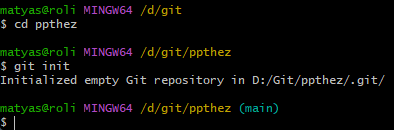 matyas@roli MINGW64 /d/git
$ cd ppthez
matyas@roli MINGW64 /d/git/ppthez
$ git init
Initialized empty Git repository in D:/Git/ppthez/.git/
matyas@roli MINGW64 /d/git/ppthez (main)
$